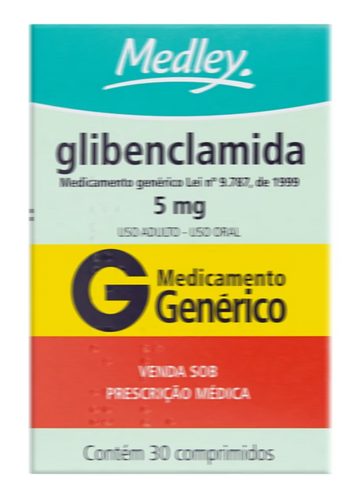 Medley.
glibenclamida
Medicamento genérico Lei nº 9.787, de 1999
5 mg
USO ADULTO - USO ORAL
G Medicamento
Genérico
VENDA SOB
PRESCRIÇÃO MÉDICA
Contém 30 comprimidos